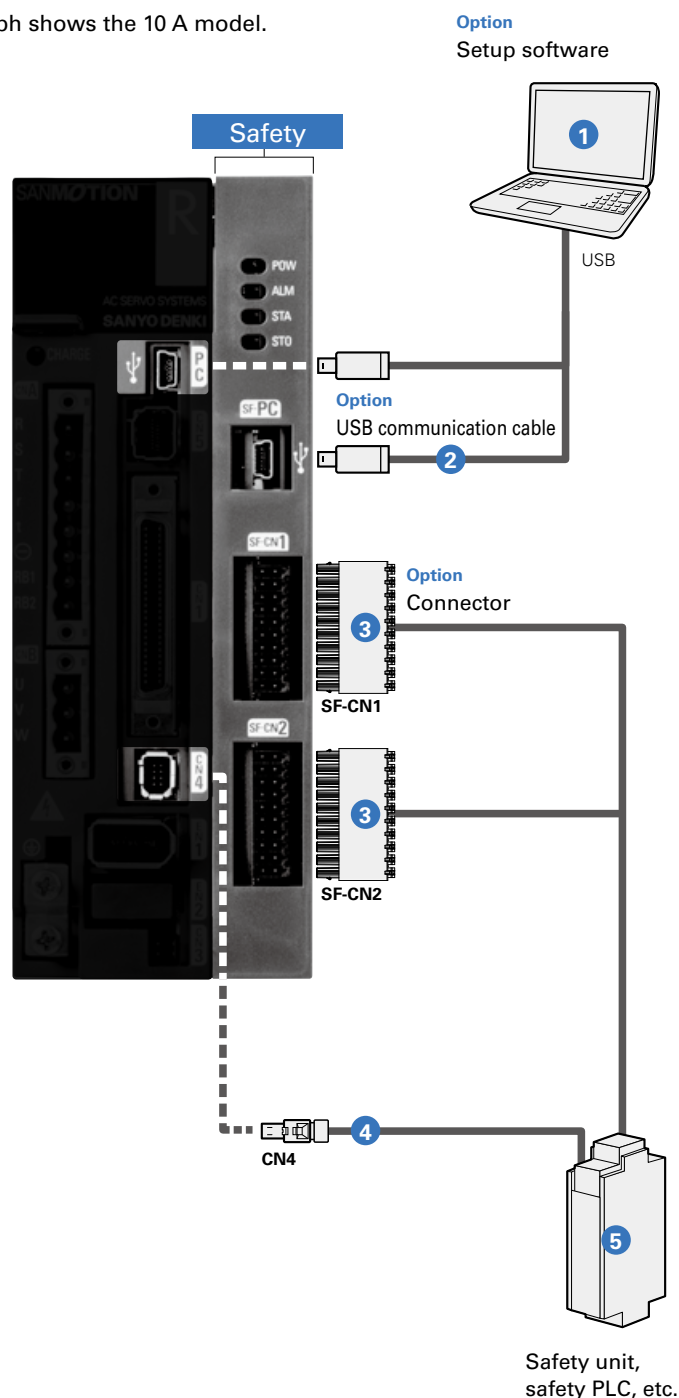 ph shows the 10 A model.
Option
Setup software
1
Safety
USB
SANMOTION
R
POW
ALM
STA
STO
AC SERVO SYSTEMS
SANYO DENKI
CHARGE
PC
SF-PC
Option
USB communication cable
2
R
S
SF-CN1
Option
Connector
3
SF-CN1
RB1
RB2
U
V
W
SF-CN2
CN4
3
SF-CN2
4
CN4
5
Safety unit,
safety PLC, etc.